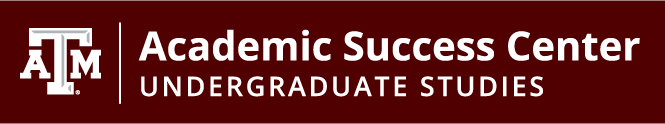 ATM Academic Success Center
UNDERGRADUATE STUDIES